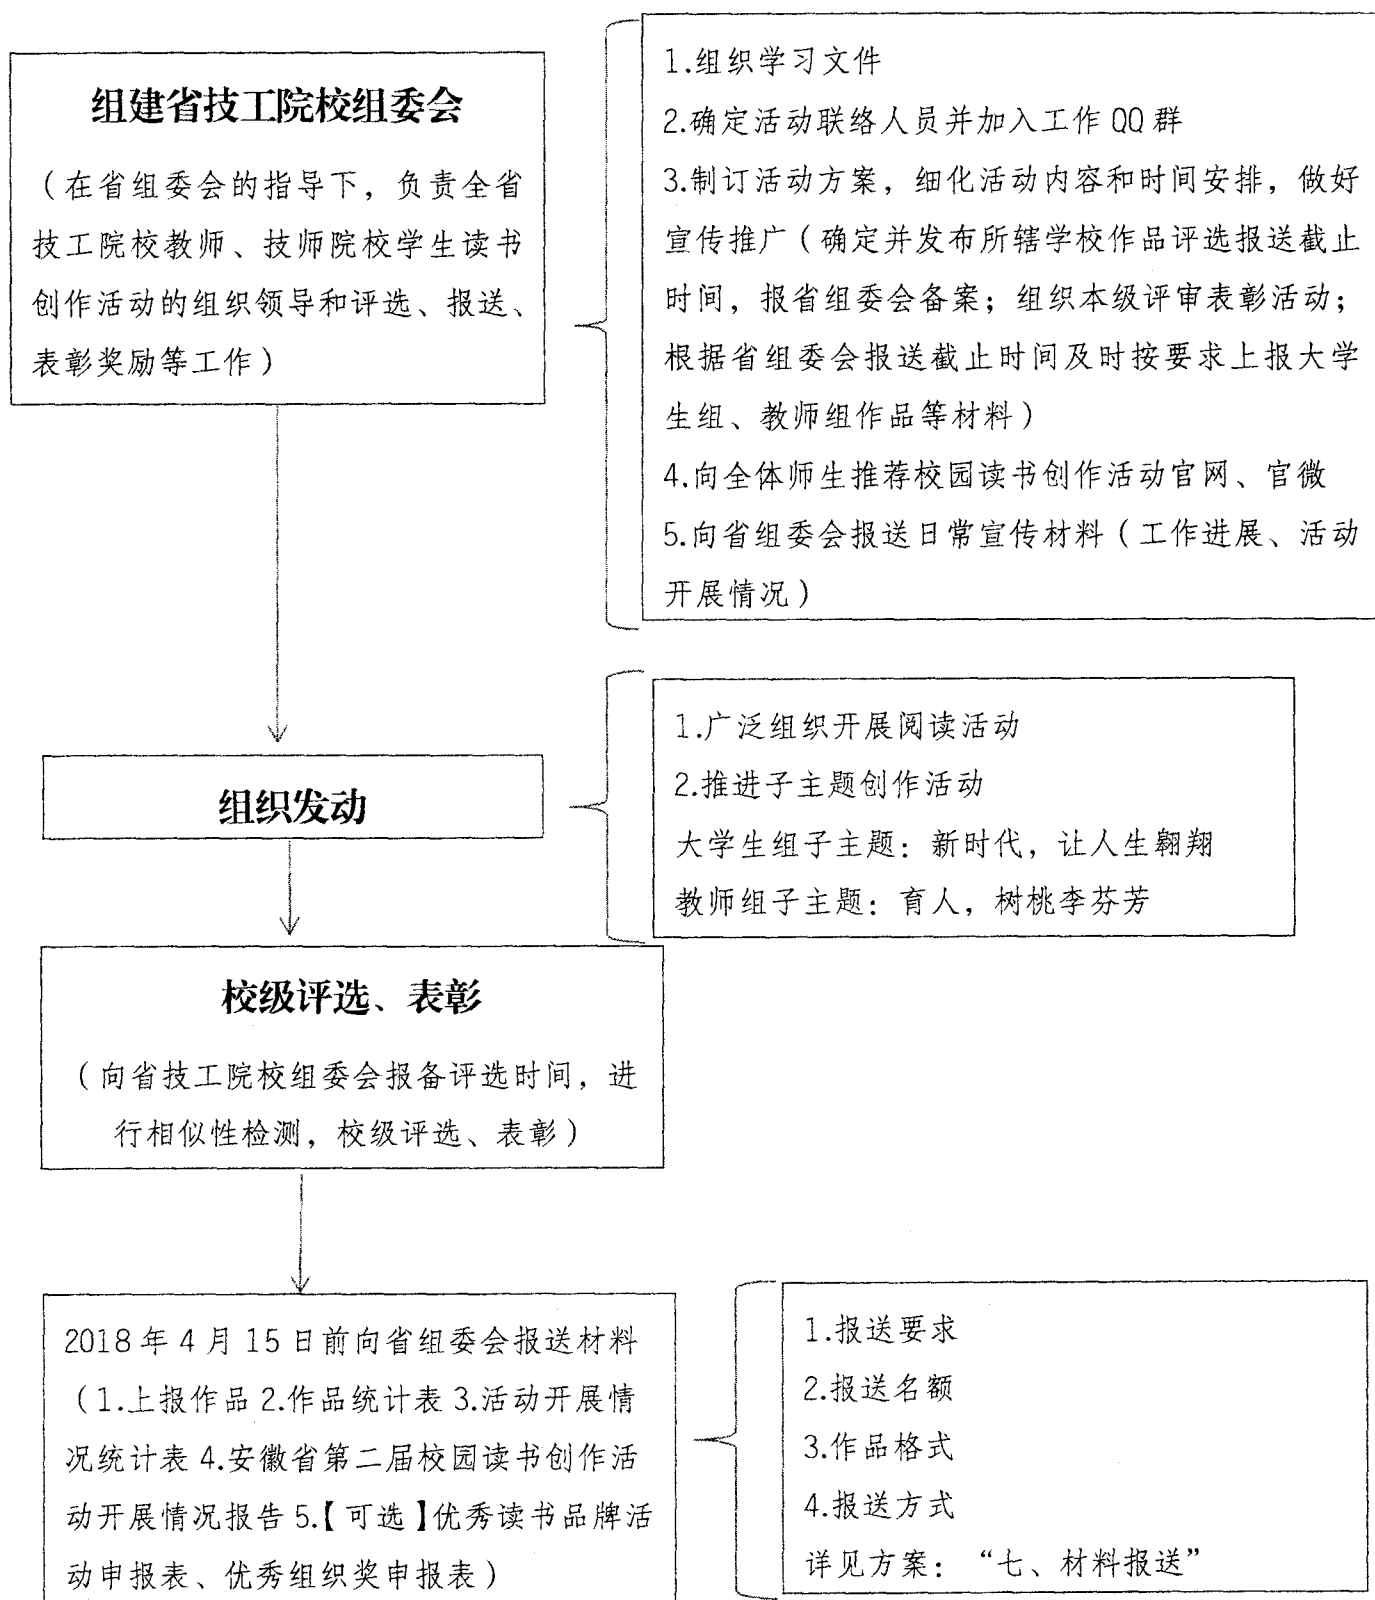 组建省技工院校组委会
（在省组委会的指导下，负责全省
技工院校教师、技师院校学生读书
创作活动的组织领导和评选、报送、
表彰奖励等工作）
1.组织学习文件
2.确定活动联络人员并加入工作 QQ 群
3.制订活动方案，细化活动内容和时间安排，做好
宣传推广（确定并发布所辖学校作品评选报送截止
时间，报省组委会备案；组织本级评审表彰活动；
根据省组委会报送截止时间及时按要求上报大学
生组、教师组作品等材料）
4.向全体师生推荐校园读书创作活动官网、官微
5.向省组委会报送日常宣传材料（工作进展、活动
开展情况）
组织发动
1.广泛组织开展阅读活动
2.推进子主题创作活动
大学生组子主题：新时代，让人生翱翔
教师组子主题：育人，树桃李芬芳
校级评选、表彰
（向省技工院校组委会报备评选时间，进
行相似性检测，校级评选、表彰）
2018 年 4 月 15 日前向省组委会报送材料
（1.上报作品 2.作品统计表 3.活动开展情
况统计表 4.安徽省第二届校园读书创作活
动开展情况报告 5.【可选】优秀读书品牌活
动申报表、优秀组织奖申报表）
1.报送要求
2.报送名额
3.作品格式
4.报送方式
详见方案：“七、材料报送”